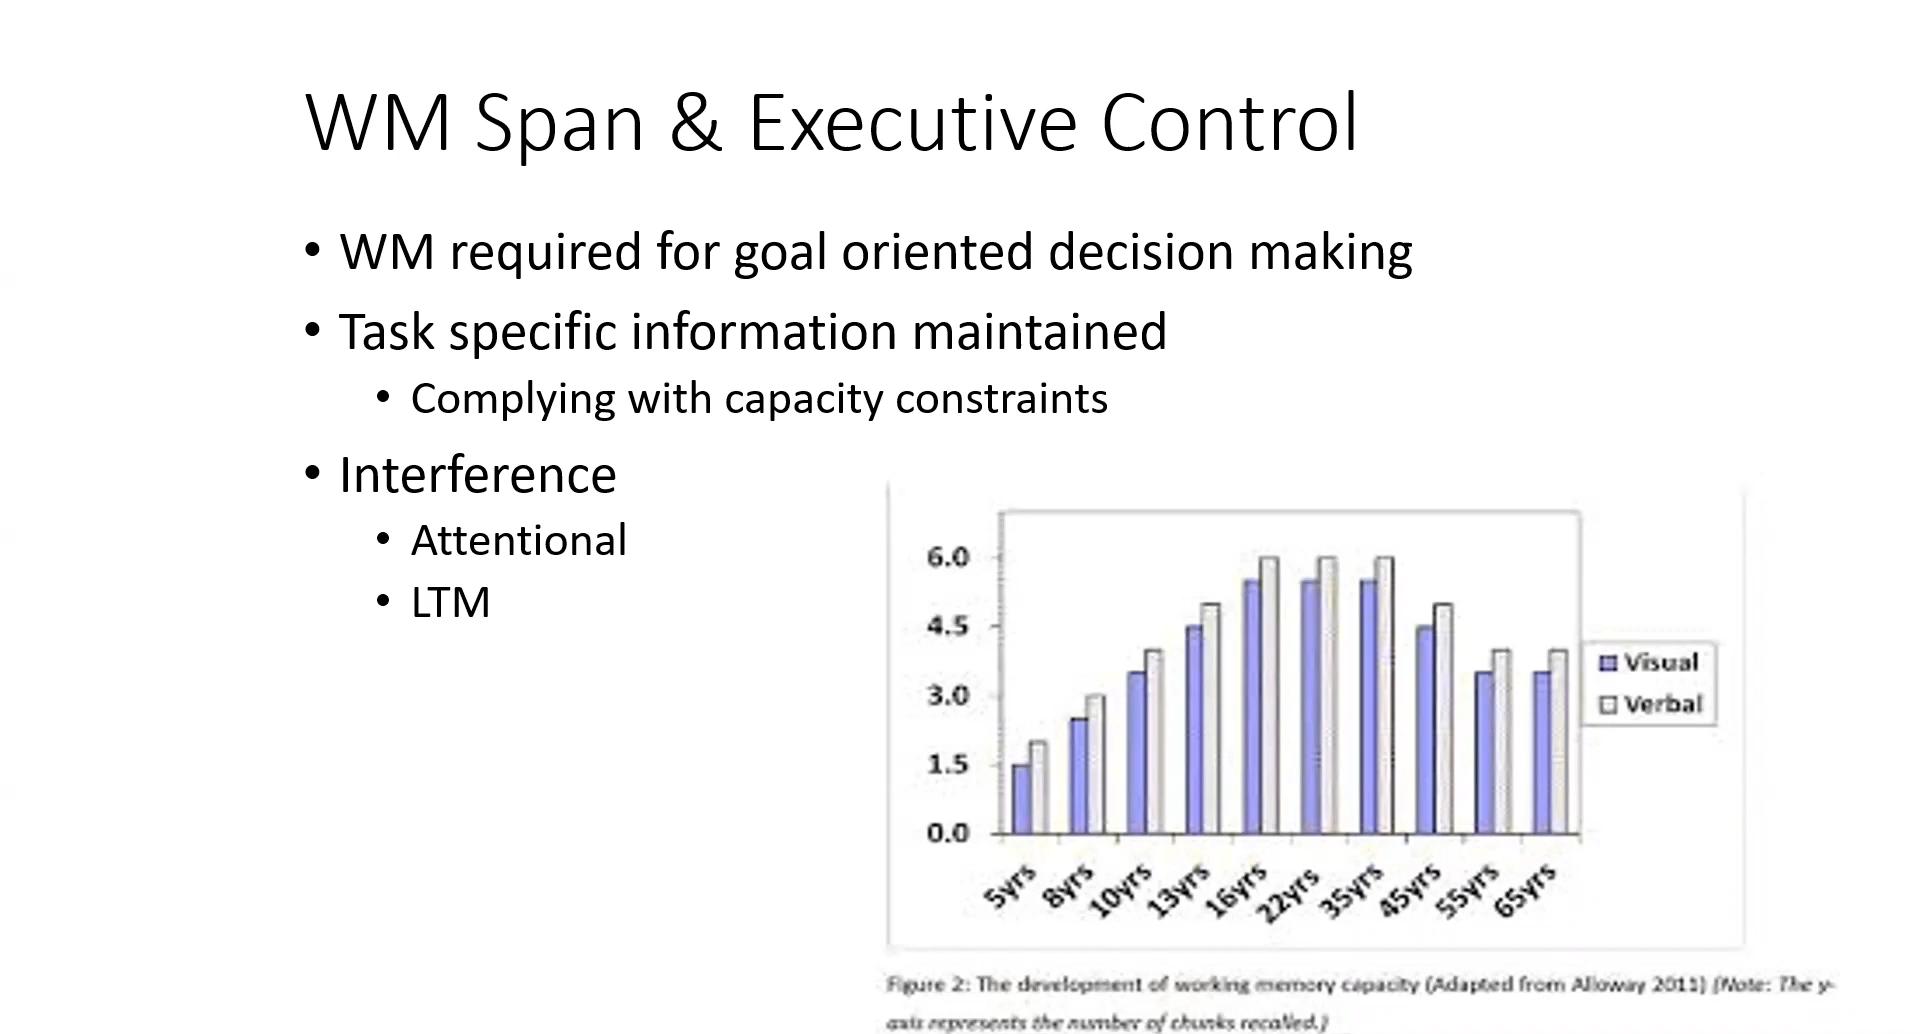 WM Span & Executive Control
• WM required for goal oriented decision making
• Task specific information maintained
• Complying with capacity constraints
• Interference
• Attentional
• LTM
6.0
4.5
3.0
1.5
0.0
Visual
Verbal
5yrs 8yrs 10yrs 13yrs 16yrs 22yrs 35yrs 45yrs 55yrs 65yrs
Figure 2: The development of working memory capacity (Adapted from Alloway 2011) (Note: The y-
axis represents the number of chunks recalled.)